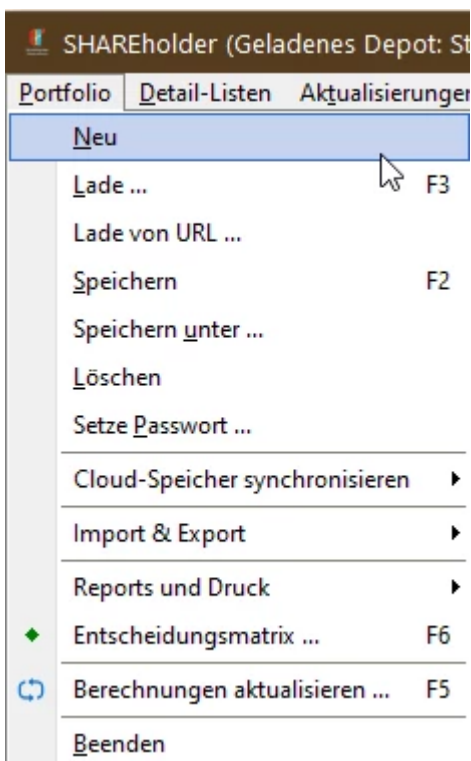 SHAREholder (Geladenes Depot: St
Portfolio Detail-Listen Aktualisierungen
Neu
Lade ... F3
Lade von URL ...
Speichern F2
Speichern unter ...
Löschen
Setze Passwort ...
Cloud-Speicher synchronisieren
Import & Export
Reports und Druck
Entscheidungsmatrix ... F6
Berechnungen aktualisieren ... F5
Beenden